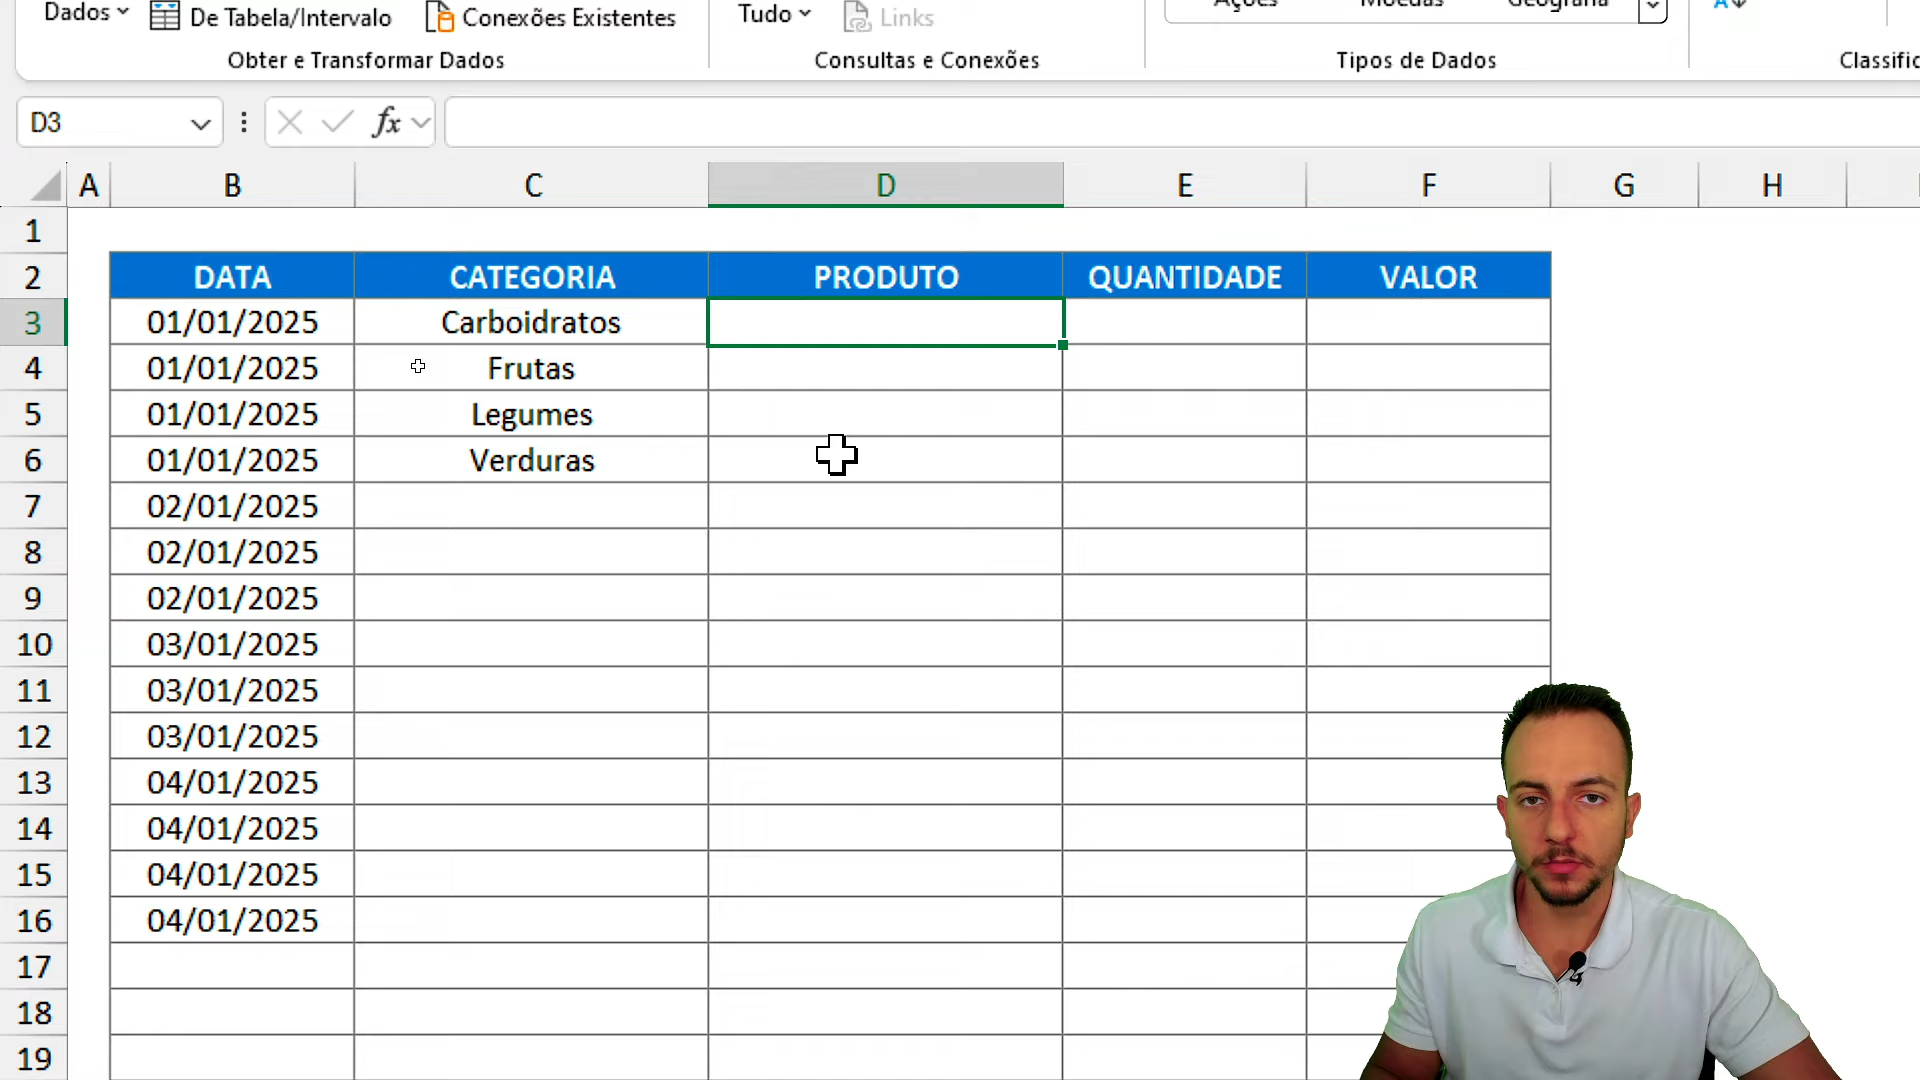 Dados De Tabela/Intervalo Conexões Existentes Tudo Links Ações Moedas Geografia
Obter e Transformar Dados Consultas e Conexões Tipos de Dados Classific
D3 fx
A B C D E F G H
1
2 DATA CATEGORIA PRODUTO QUANTIDADE VALOR
3 01/01/2025 Carboidratos
4 01/01/2025 Frutas
5 01/01/2025 Legumes
6 01/01/2025 Verduras
7 02/01/2025
8 02/01/2025
9 02/01/2025
10 03/01/2025
11 03/01/2025
12 03/01/2025
13 04/01/2025
14 04/01/2025
15 04/01/2025
16 04/01/2025
17
18
19